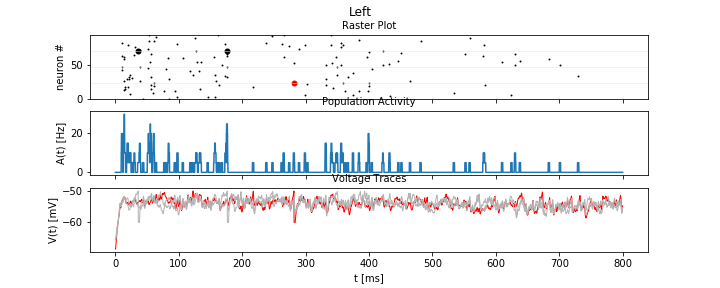 Left
Raster Plot
neuron #
50
0
Population Activity
A(t) [Hz]
20
0
Voltage Traces
V(t) [mV]
−50
−60
0 100 200 300 400 500 600 700 800
t [ms]